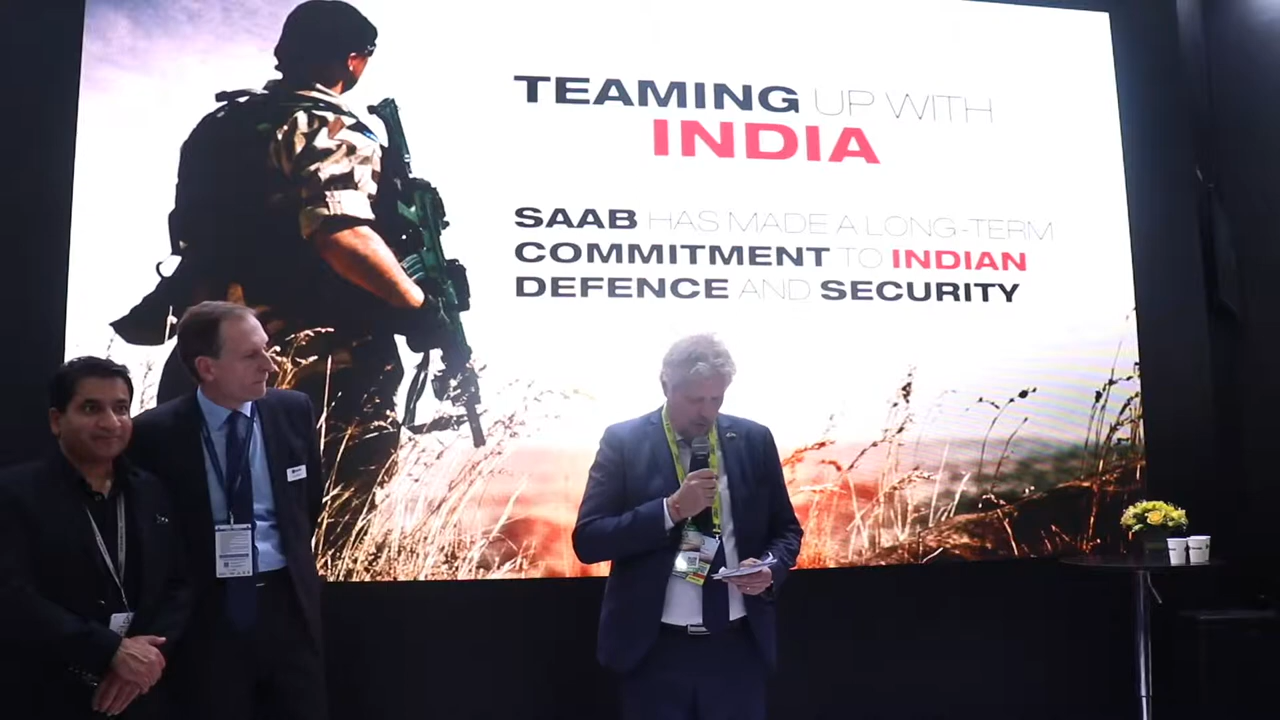 TEAMING UP WITH
INDIA
SAAB HAS MADE A LONG-TERM
COMMITMENT TO INDIAN
DEFENCE AND SECURITY